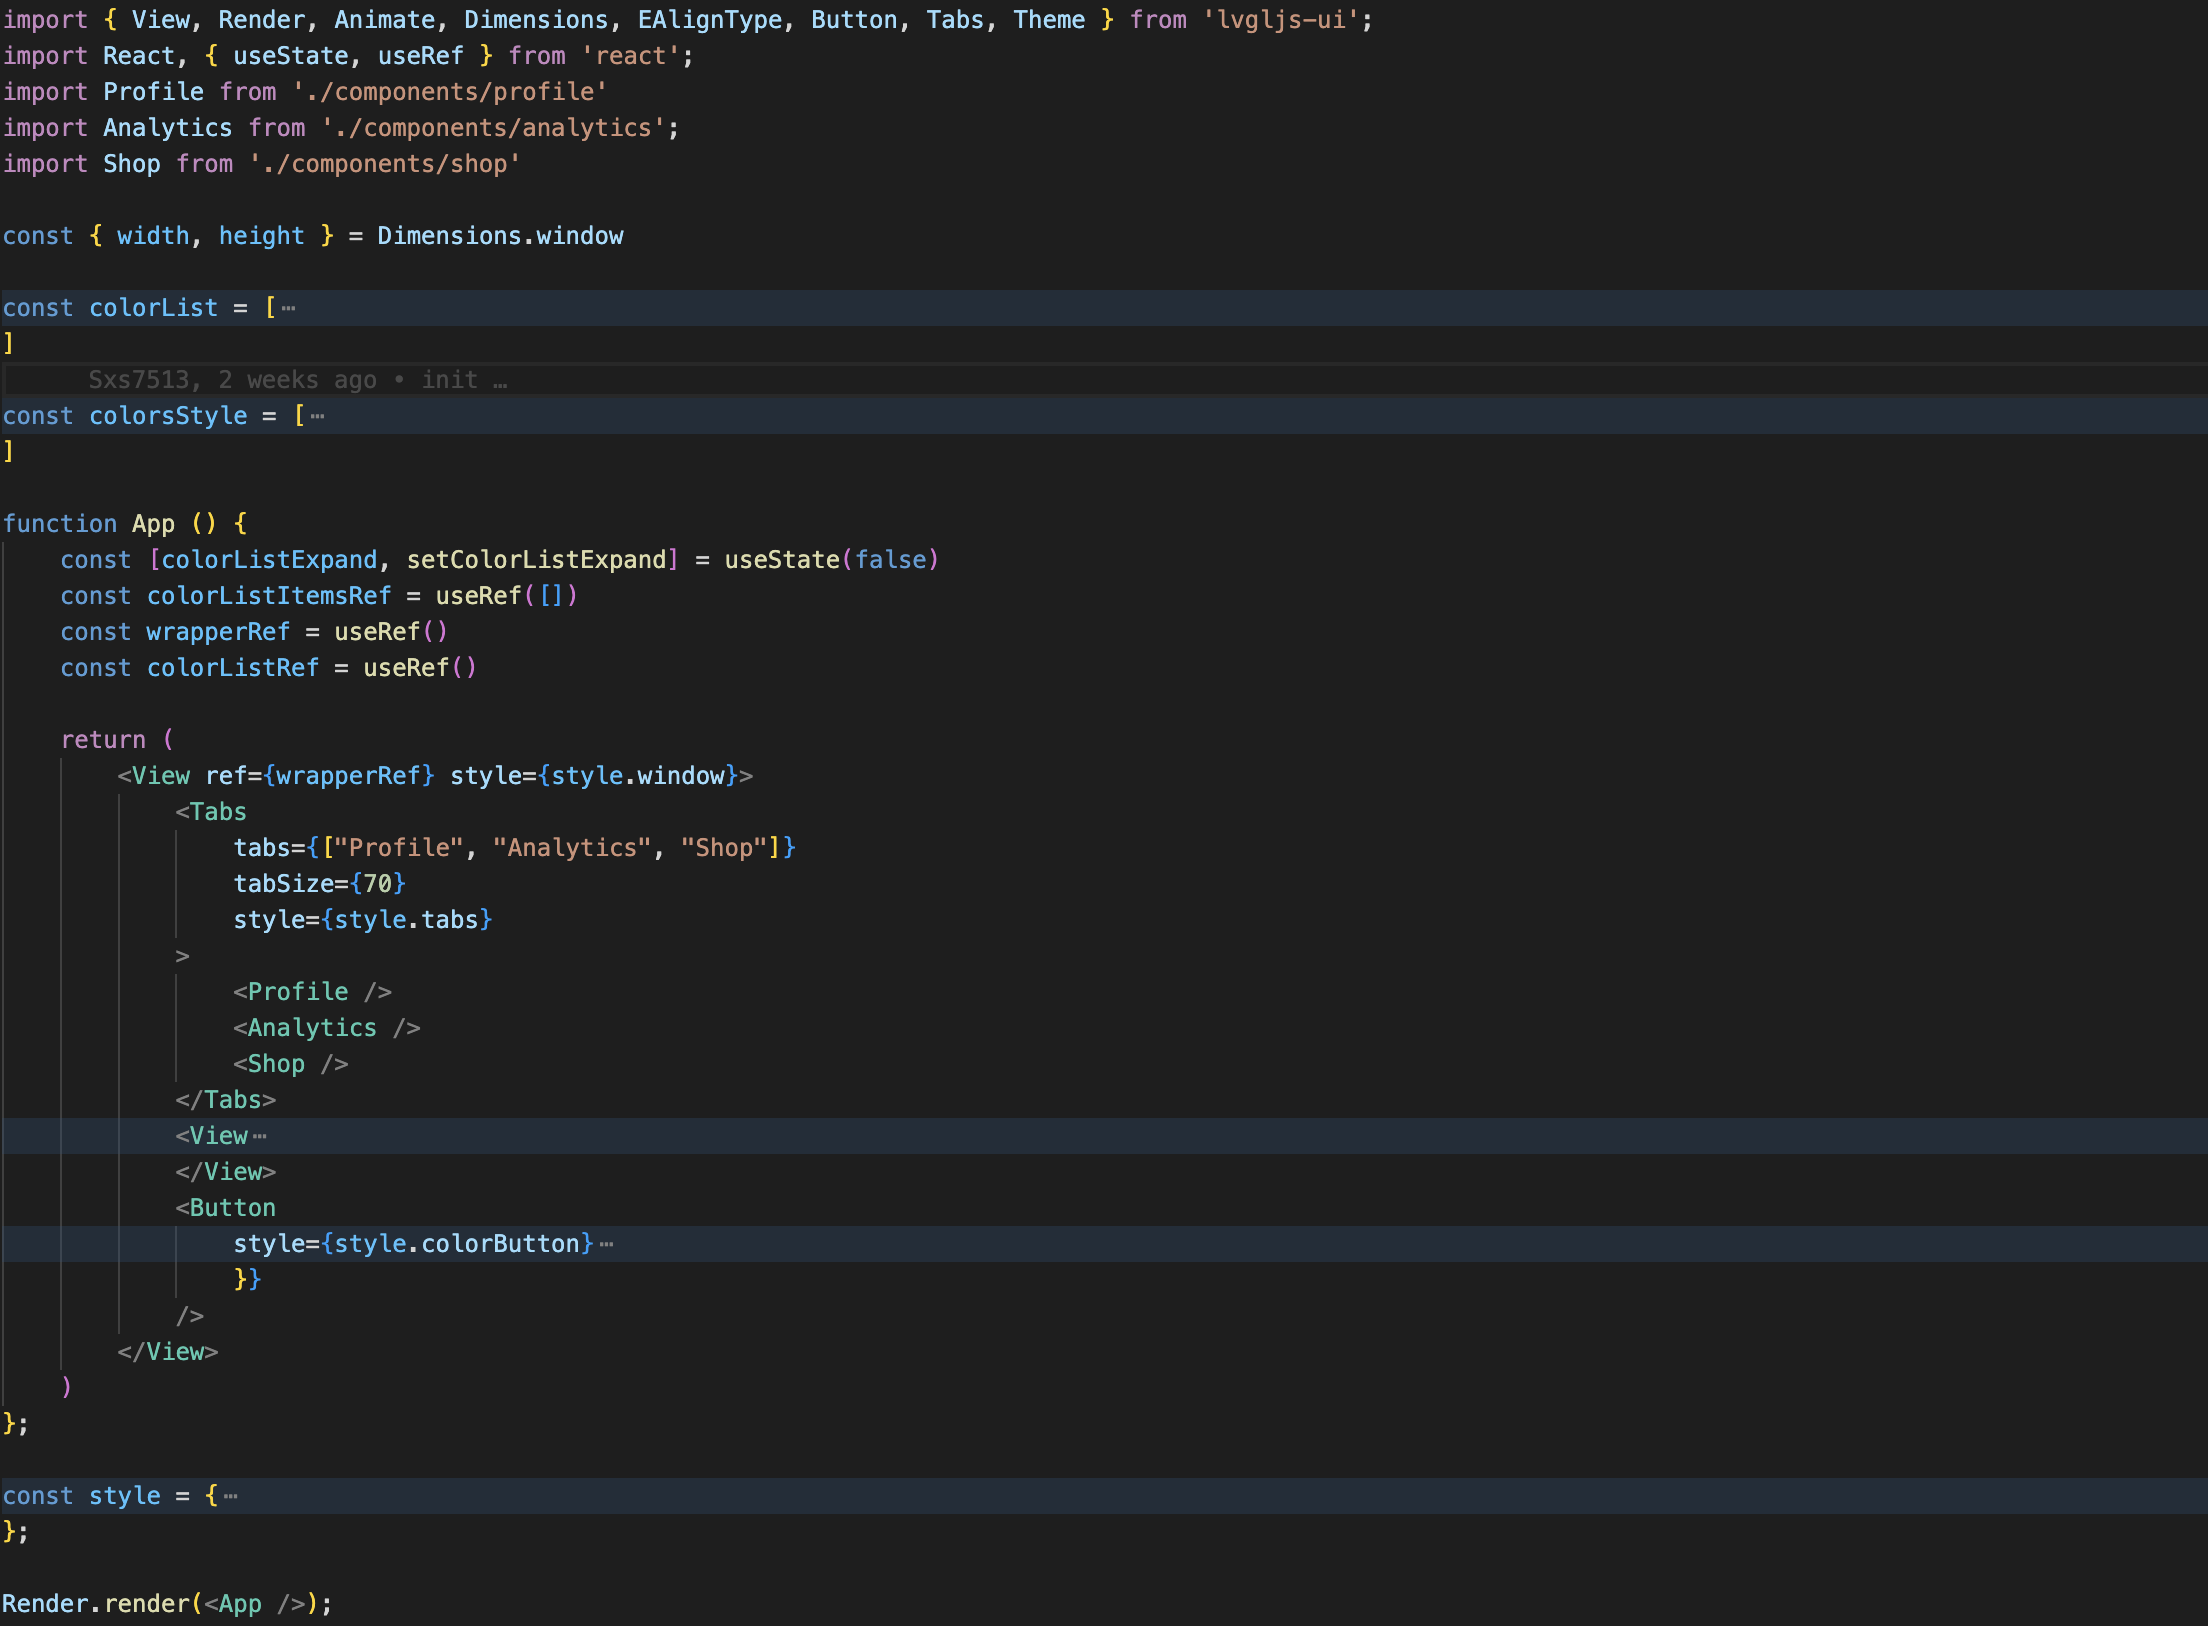 import { View, Render, Animate, Dimensions, EAlignType, Button, Tabs, Theme } from 'lvgljs-ui';
import React, { useState, useRef } from 'react';
import Profile from './components/profile'
import Analytics from './components/analytics';
import Shop from './components/shop'

const { width, height } = Dimensions.window

const colorList = [⋯
]
Sxs7513, 2 weeks ago • init …
const colorsStyle = [⋯
]

function App () {
    const [colorListExpand, setColorListExpand] = useState(false)
    const colorListItemsRef = useRef([])
    const wrapperRef = useRef()
    const colorListRef = useRef()

    return (
        <View ref={wrapperRef} style={style.window}>
            <Tabs
                tabs={["Profile", "Analytics", "Shop"]}
                tabSize={70}
                style={style.tabs}
            >
                <Profile />
                <Analytics />
                <Shop />
            </Tabs>
            <View⋯
            </View>
            <Button
                style={style.colorButton}⋯
                }}
            />
        </View>
    )
};

const style = {⋯
};

Render.render(<App />);